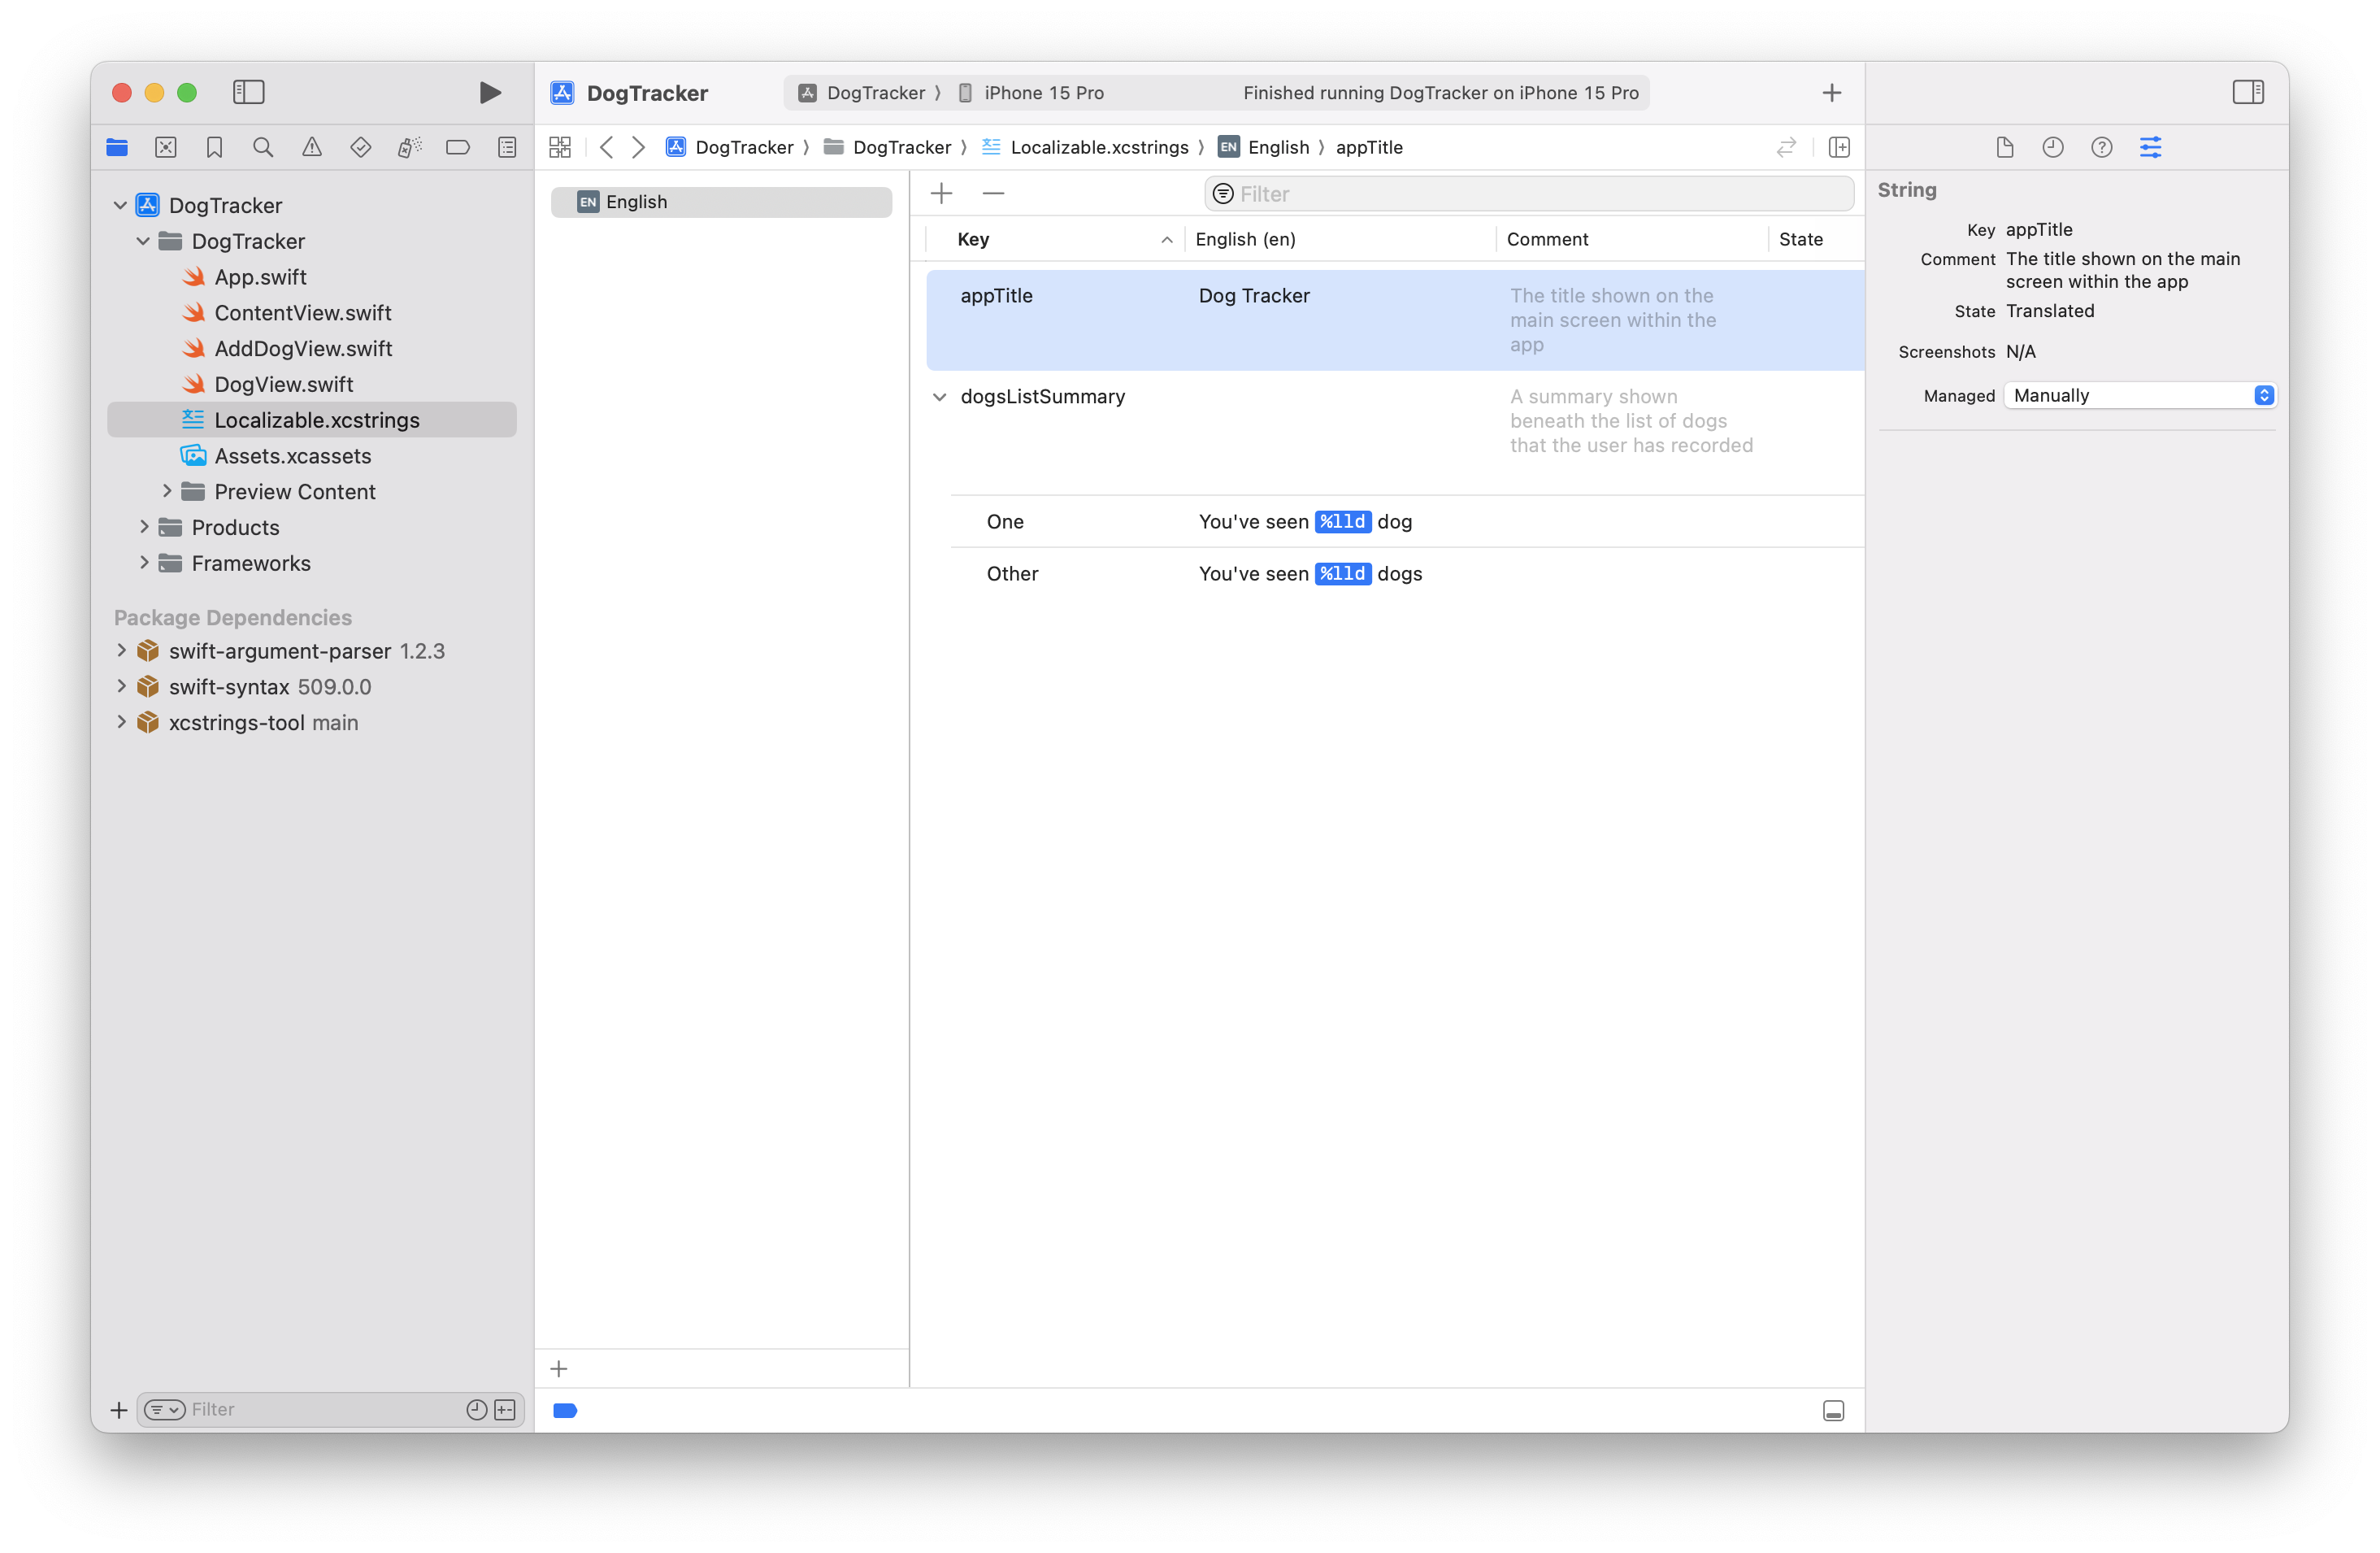 DogTracker
DogTracker
iPhone 15 Pro
Finished running DogTracker on iPhone 15 Pro
DogTracker
DogTracker
Localizable.xcstrings
EN English
appTitle
DogTracker
DogTracker
App.swift
ContentView.swift
AddDogView.swift
DogView.swift
Localizable.xcstrings
Assets.xcassets
Preview Content
Products
Frameworks
Package Dependencies
swift-argument-parser 1.2.3
swift-syntax 509.0.0
xcstrings-tool main
Filter
EN English
Filter
Key
English (en)
Comment
State
appTitle
Dog Tracker
The title shown on the
main screen within the
app
dogsListSummary
A summary shown
beneath the list of dogs
that the user has recorded
One
You've seen %lld dog
Other
You've seen %lld dogs
String
Key appTitle
Comment The title shown on the main
screen within the app
State Translated
Screenshots N/A
Managed Manually